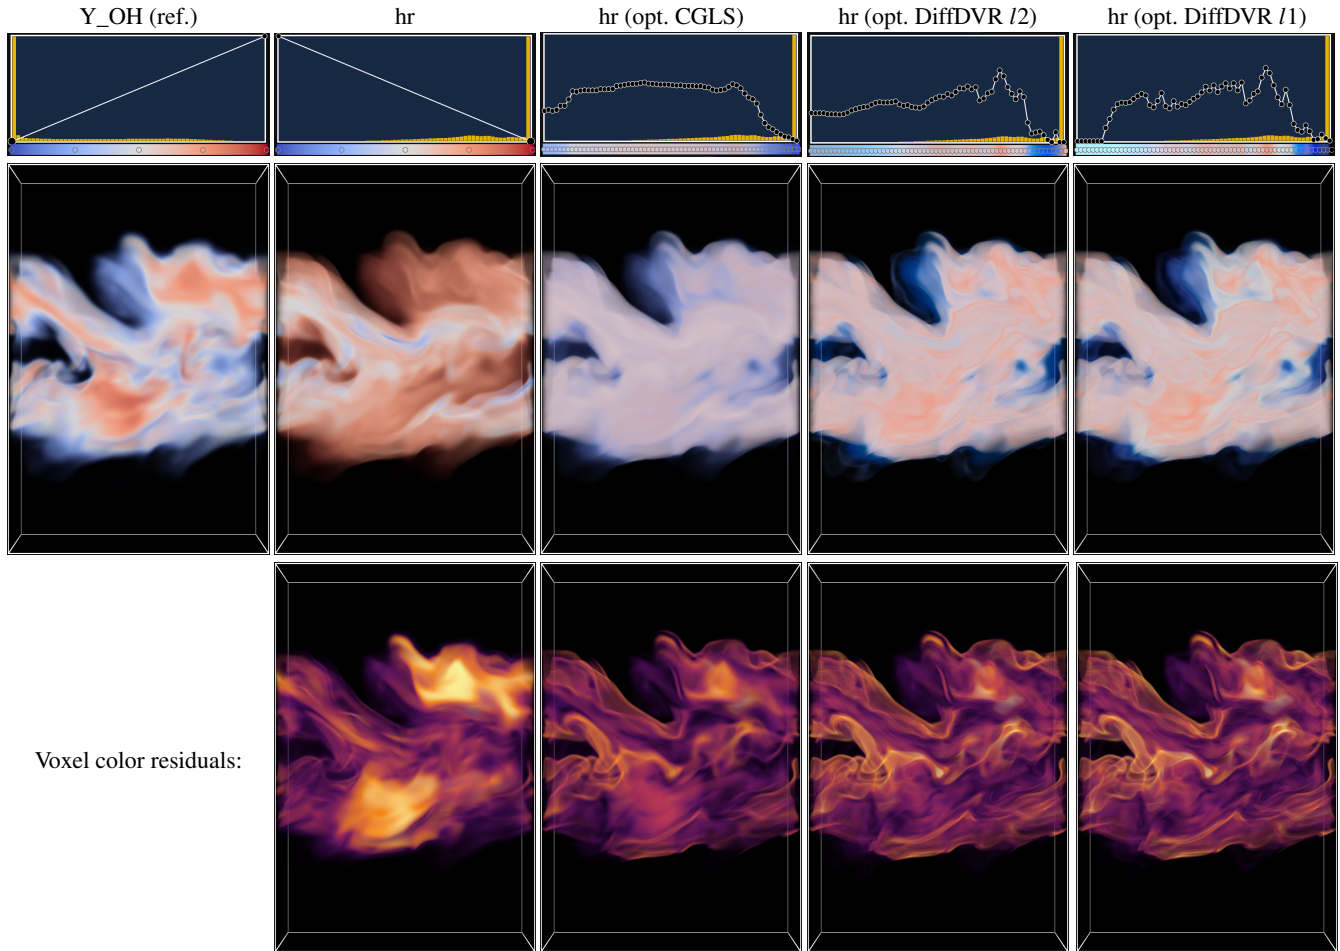 Y_OH (ref.)
hr
hr (opt. CGLS)
hr (opt. DiffDVR l2)
hr (opt. DiffDVR l1)
Voxel color residuals: